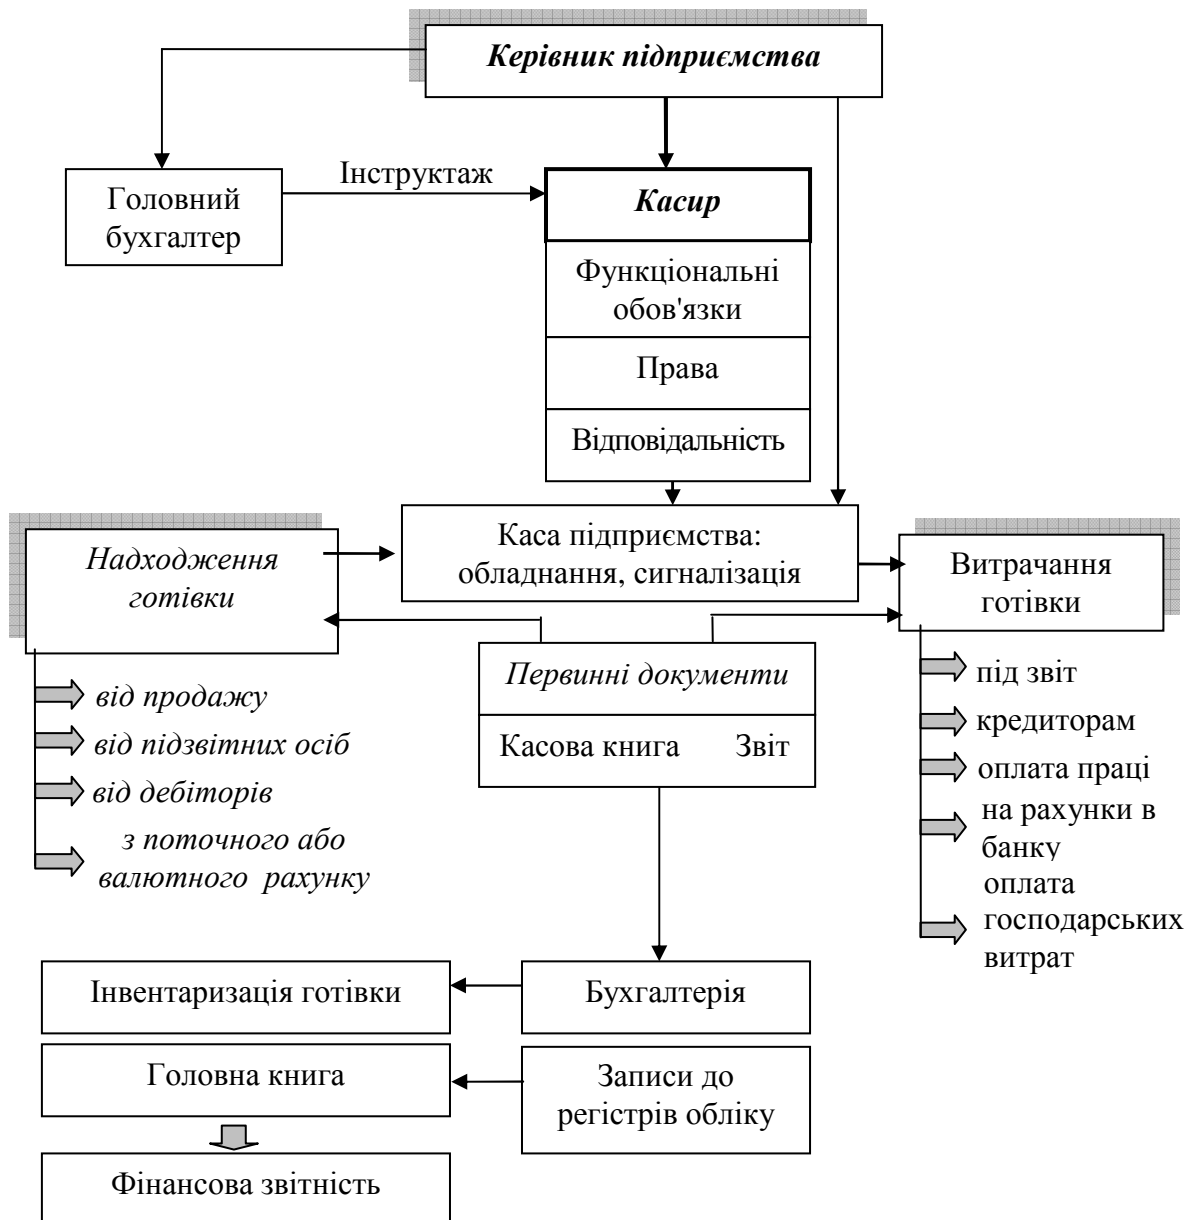 Керівник підприємства
Інструктаж
Головний
бухгалтер
Касир
Функціональні
обов'язки
Права
Відповідальність
Надходження
готівки
Каса підприємства:
обладнання, сигналізація
Витрачання
готівки
від продажу
від підзвітних осіб
від дебіторів
з поточного або
валютного рахунку
Первинні документи
Касова книга Звіт
під звіт
кредиторам
оплата праці
на рахунки в
банку
оплата
господарських
витрат
Інвентаризація готівки
Бухгалтерія
Головна книга
Записи до
регістрів обліку
Фінансова звітність